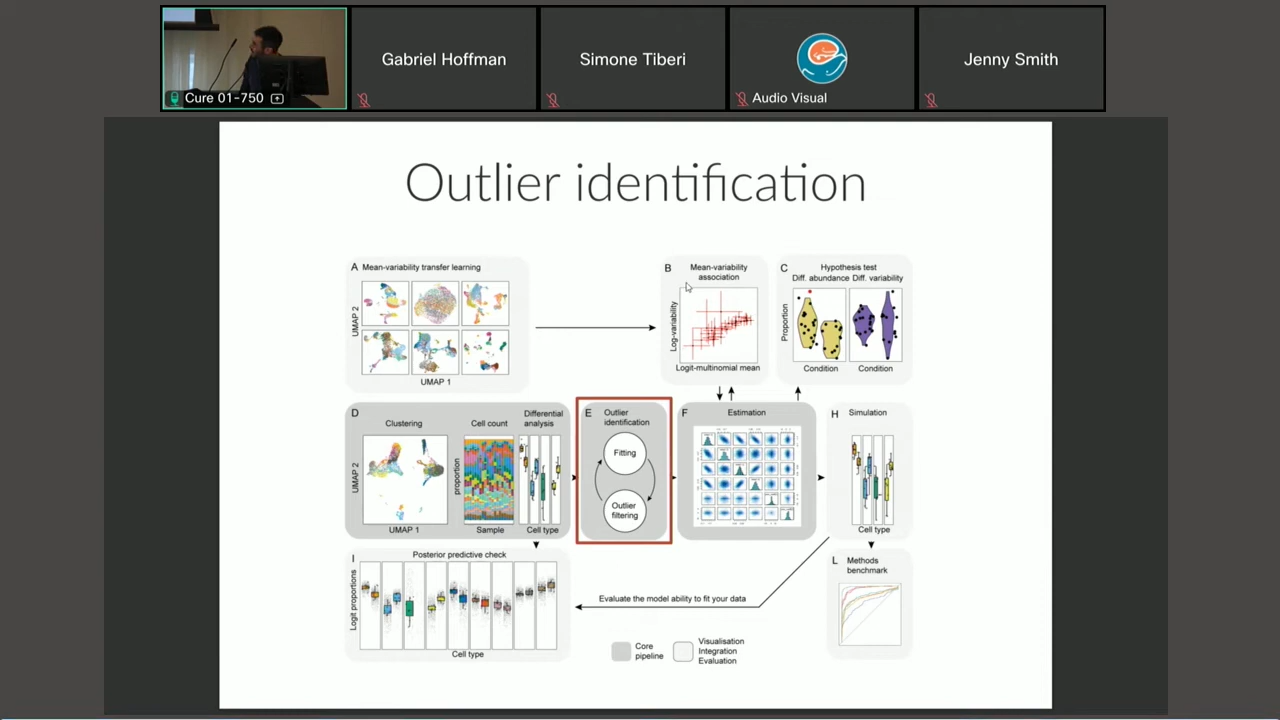 Cure 01-750
Gabriel Hoffman
Simone Tiberi
Audio Visual
Jenny Smith
Outlier identification
A Mean-variability transfer learning
UMAP 2
UMAP 1
B Mean-variability
association
Log-variability
Logit-multinomial mean
C Hypothesis test
Diff. abundance Diff. variability
Proportion
Condition
Condition
D Clustering
UMAP 2
UMAP 1
Cell count
proportion
Sample
Differential
analysis
Cell type
E Outlier
identification
Fitting
Outlier
filtering
F Estimation
H Simulation
Cell type
I Posterior predictive check
Logit proportions
Cell type
Evaluate the model ability to fit your data
L Methods
benchmark
Core
pipeline
Visualisation
Integration
Evaluation